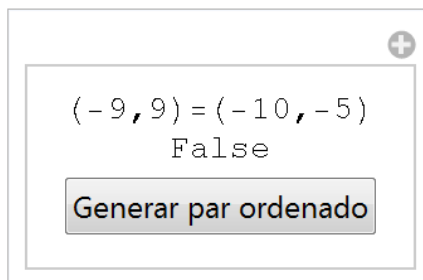 (-9,9)=(-10,-5)
False
Generar par ordenado